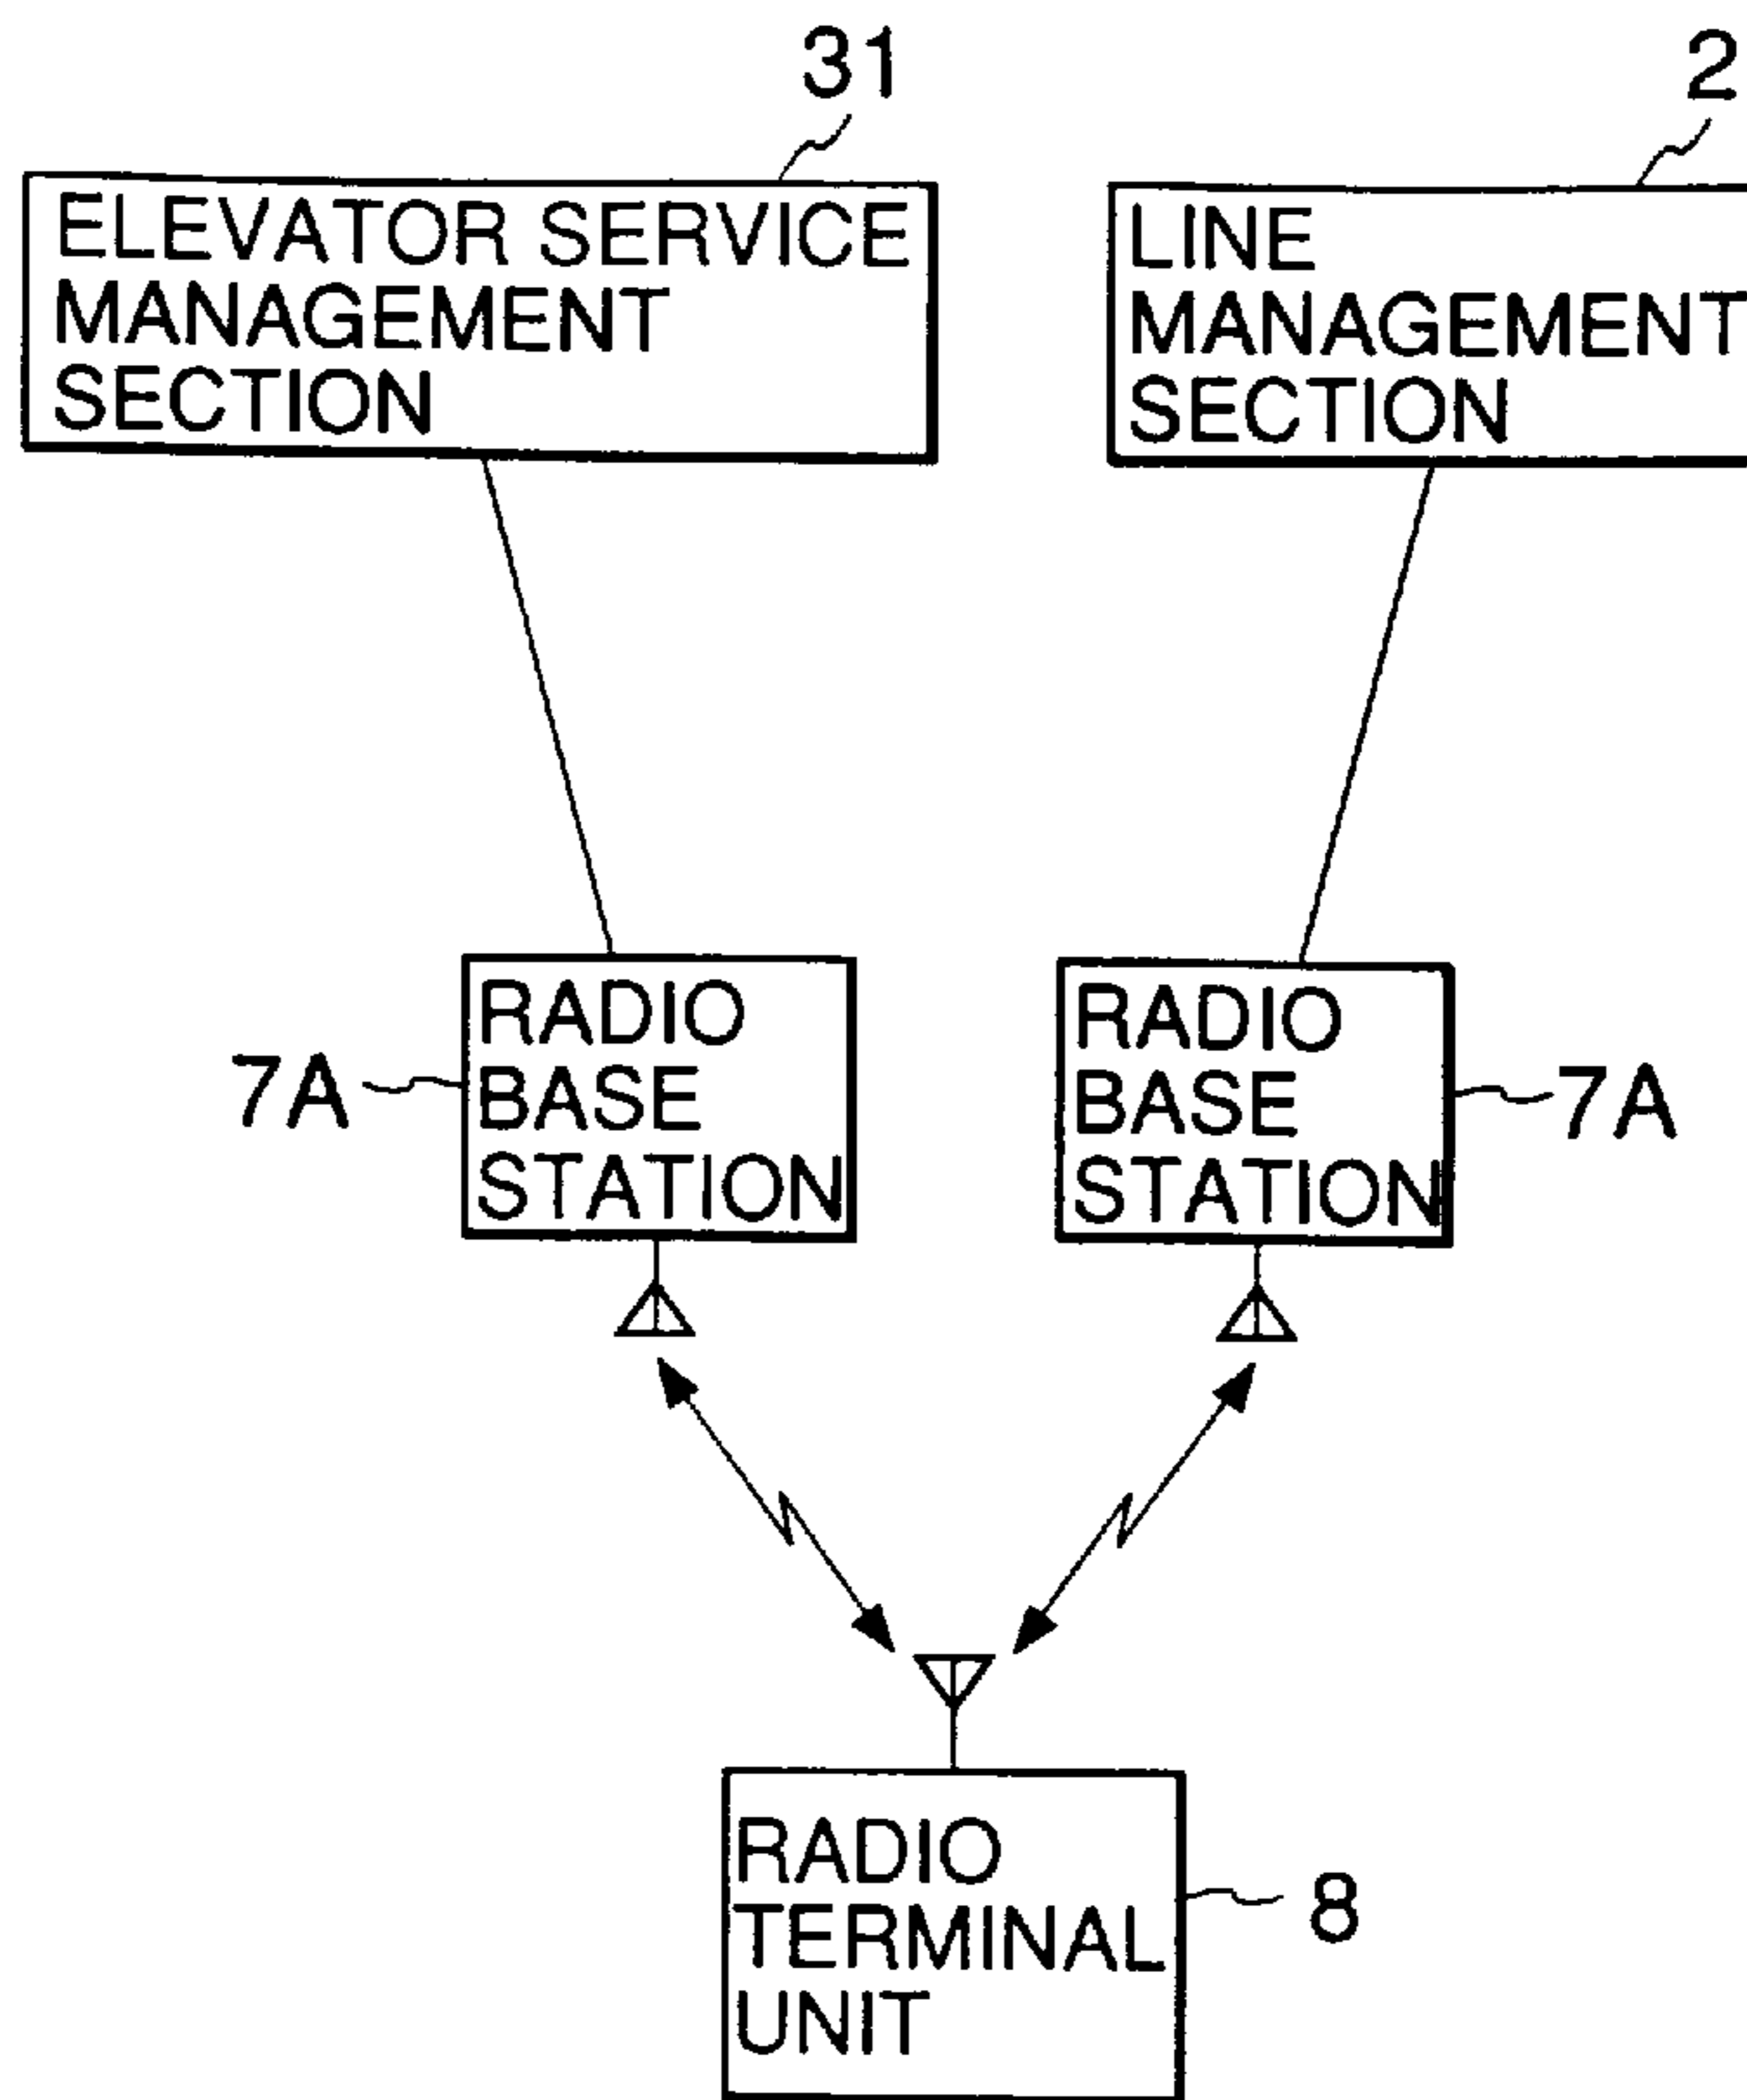 31
2
ELEVATOR SERVICE
MANAGEMENT
SECTION
LINE
MANAGEMENT
SECTION
7A
RADIO
BASE
STATION
RADIO
BASE
STATION
7A
RADIO
TERMINAL
UNIT
8